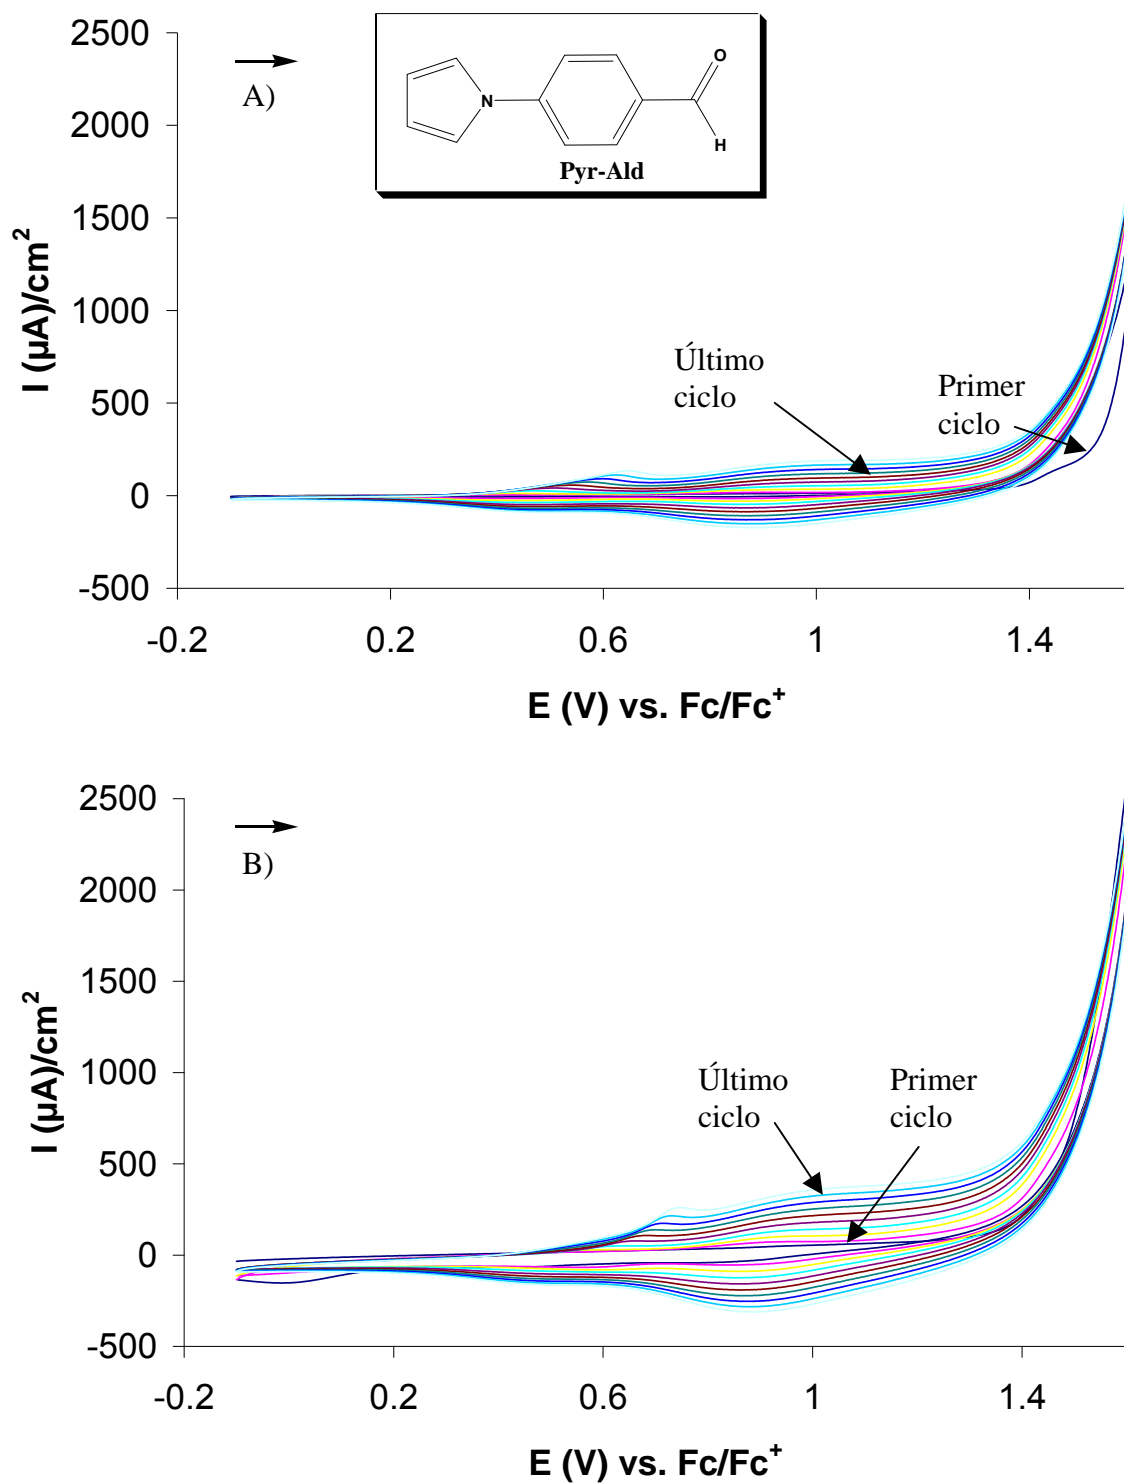 2500
2000
1500
1000
500
0
-500
A)
N
O
H
Pyr-Ald
Último
ciclo
Primer
ciclo
-0.2
0.2
0.6
1
1.4
I (µA)/cm²
E (V) vs. Fc/Fc⁺
2500
2000
1500
1000
500
0
-500
B)
Último
ciclo
Primer
ciclo
-0.2
0.2
0.6
1
1.4
I (µA)/cm²
E (V) vs. Fc/Fc⁺